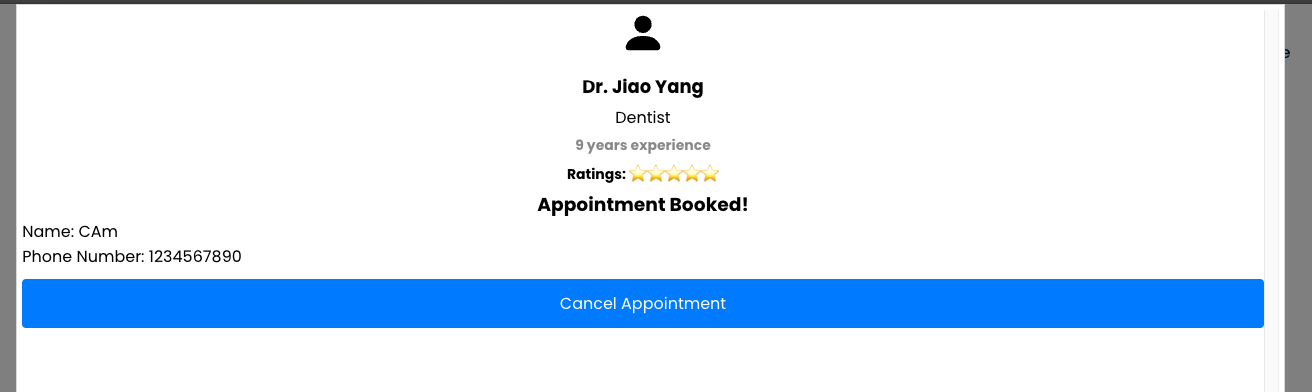 Dr. Jiao Yang
Dentist
9 years experience
Ratings: ⭐⭐⭐⭐⭐
Appointment Booked!
Name: CAm
Phone Number: 1234567890
Cancel Appointment